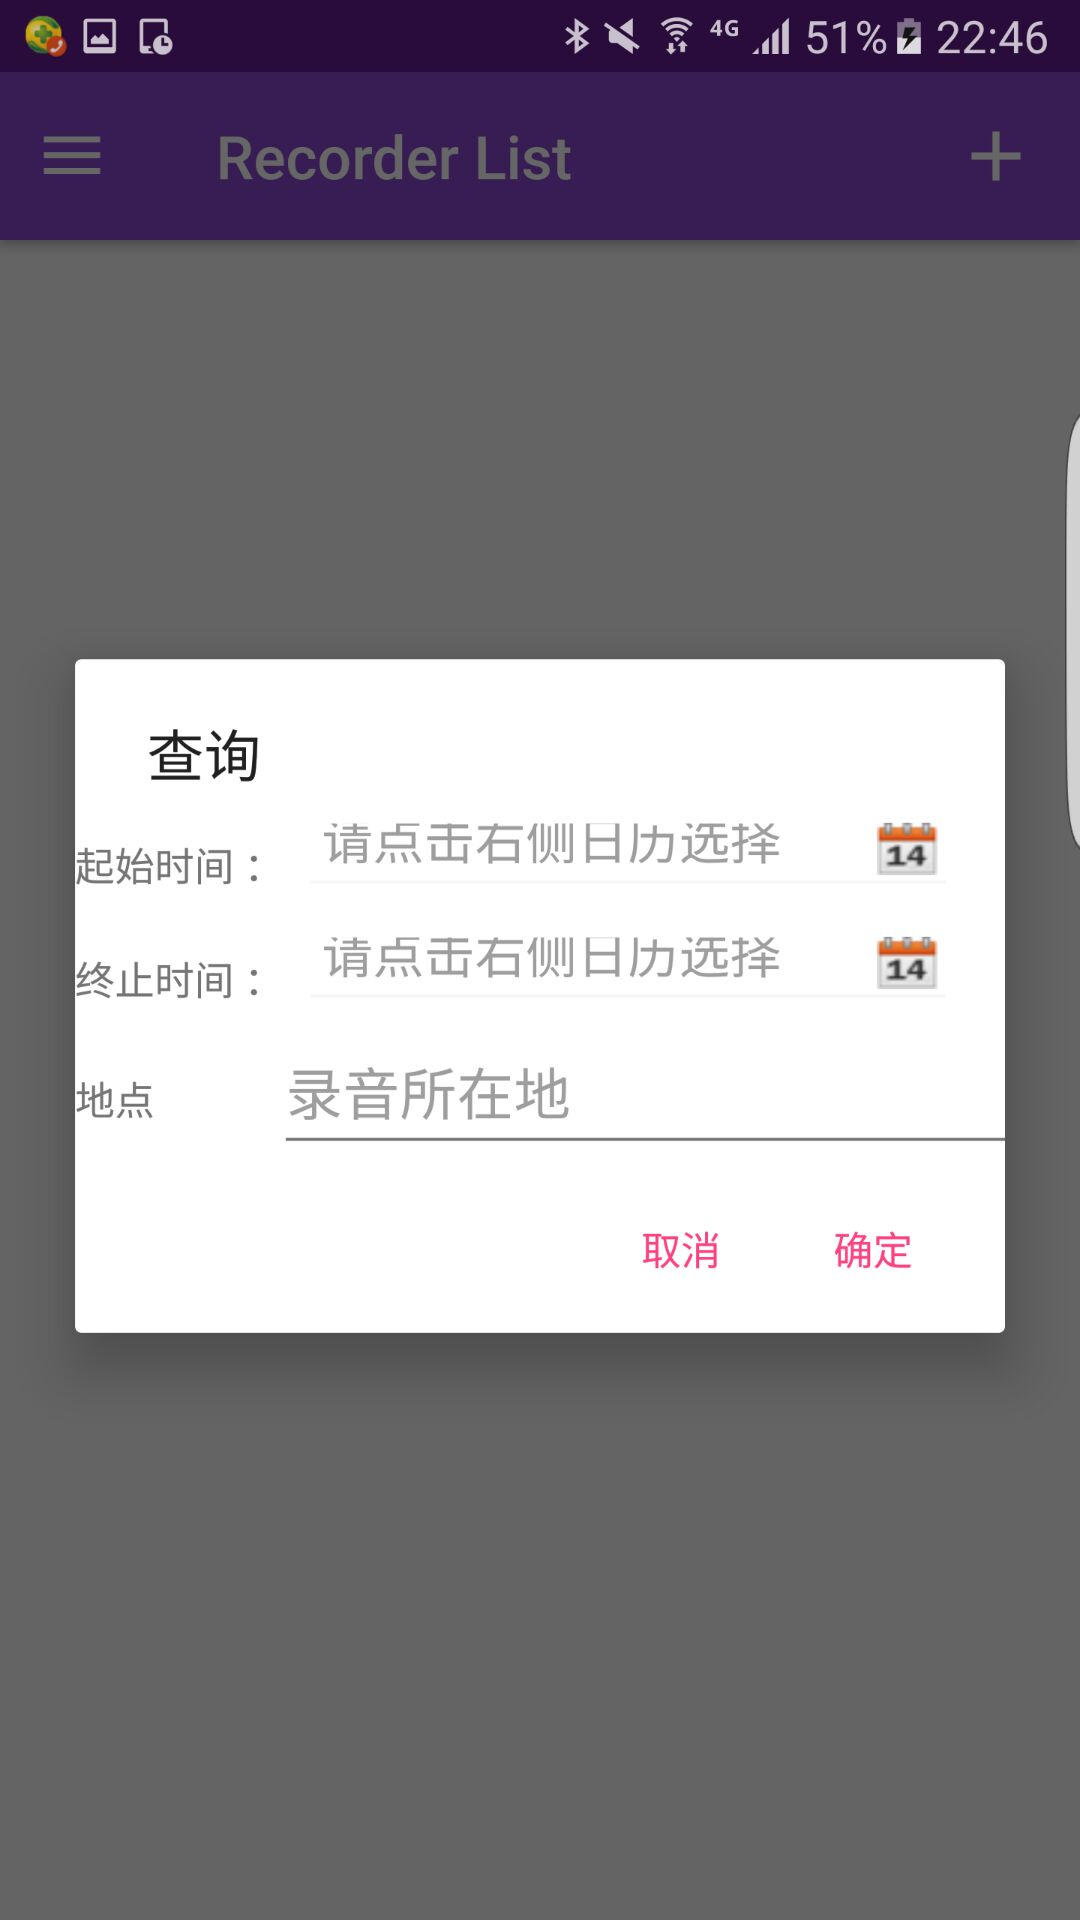 4G 51% 22:46
Recorder List
查询
起始时间： 请点击右侧日历选择 14
终止时间： 请点击右侧日历选择 14
地点 录音所在地
取消 确定